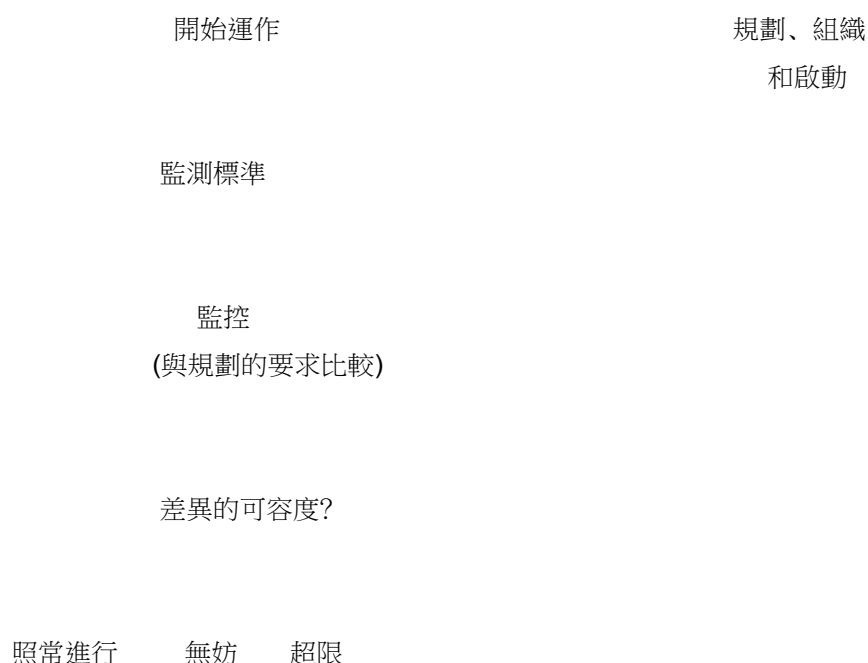 開始運作
規劃、組織
和啟動
監測標準
監控
(與規劃的要求比較)
差異的可容度?
照常進行 無妨 超限